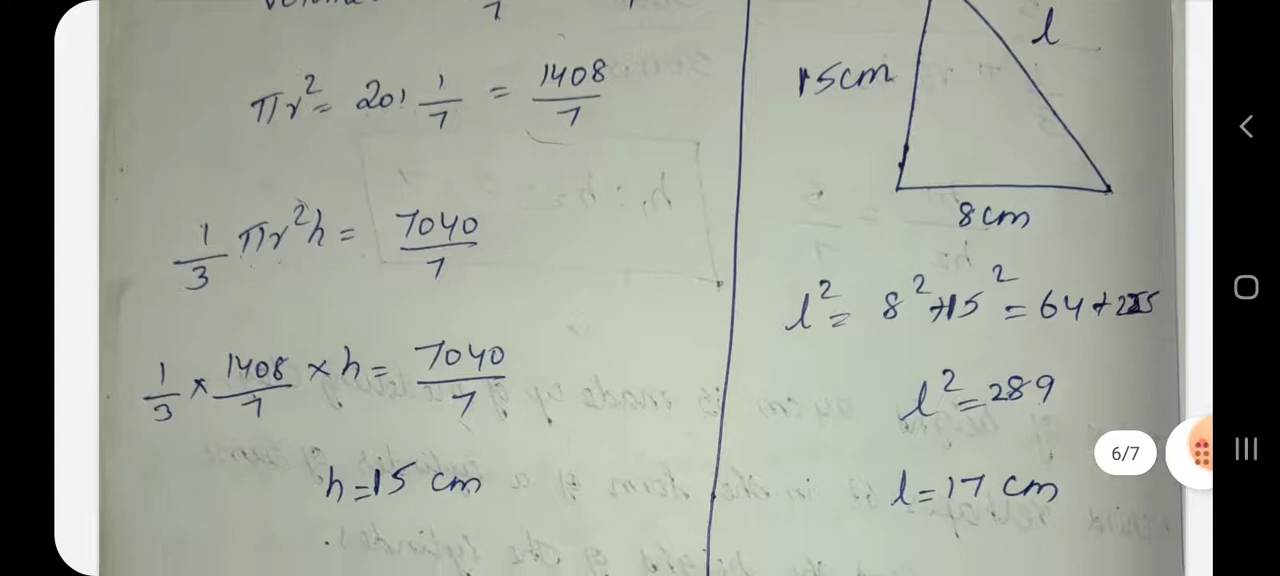 πr² = 201 1/7 = 1408/7
1/3 πr²h = 7040/7
1/3 × 1408/7 × h = 7040/7
h = 15 cm
l
15cm
8cm
l² = 8² + 15² = 64 + 225
l² = 289
l = 17 cm
6/7